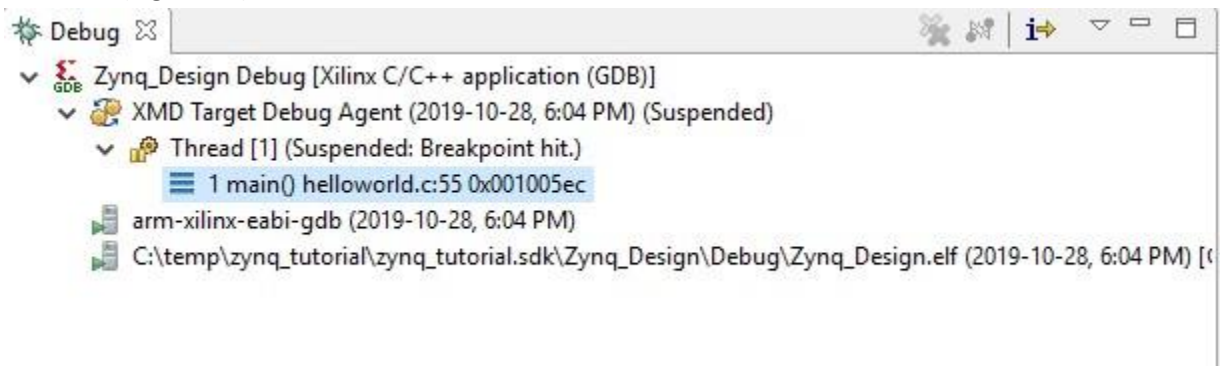 Debug
Zynq_Design Debug [Xilinx C/C++ application (GDB)]
GDB
XMD Target Debug Agent (2019-10-28, 6:04 PM) (Suspended)
Thread [1] (Suspended: Breakpoint hit.)
1 main() helloworld.c:55 0x001005ec
arm-xilinx-eabi-gdb (2019-10-28, 6:04 PM)
C:\temp\zynq_tutorial\zynq_tutorial.sdk\Zynq_Design\Debug\Zynq_Design.elf (2019-10-28, 6:04 PM) [